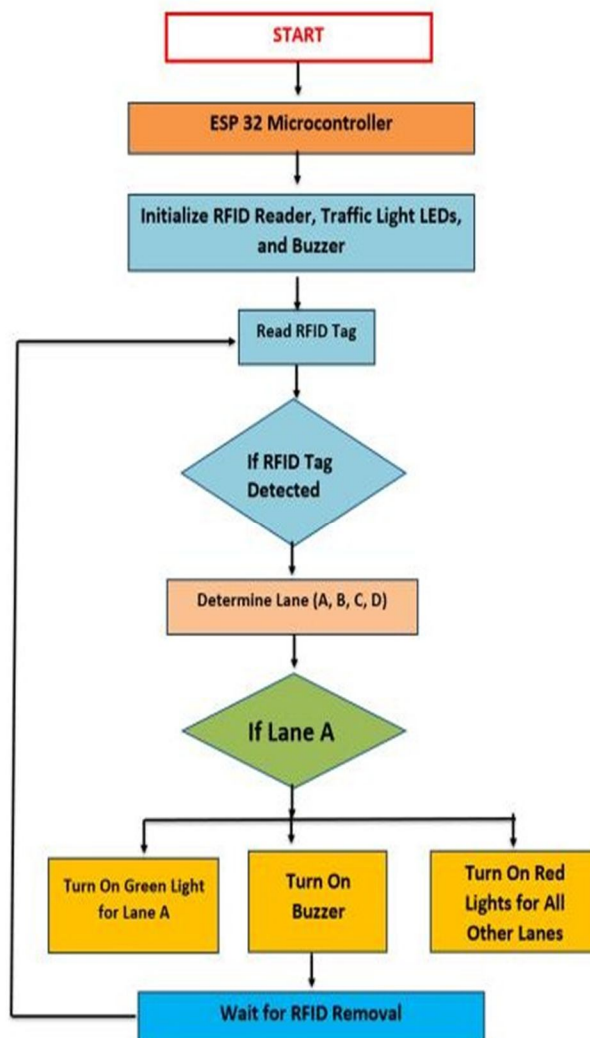 START
ESP 32 Microcontroller
Initialize RFID Reader, Traffic Light LEDs,
and Buzzer
Read RFID Tag
If RFID Tag
Detected
Determine Lane (A, B, C, D)
If Lane A
Turn On Green Light
for Lane A
Turn On
Buzzer
Turn On Red
Lights for All
Other Lanes
Wait for RFID Removal